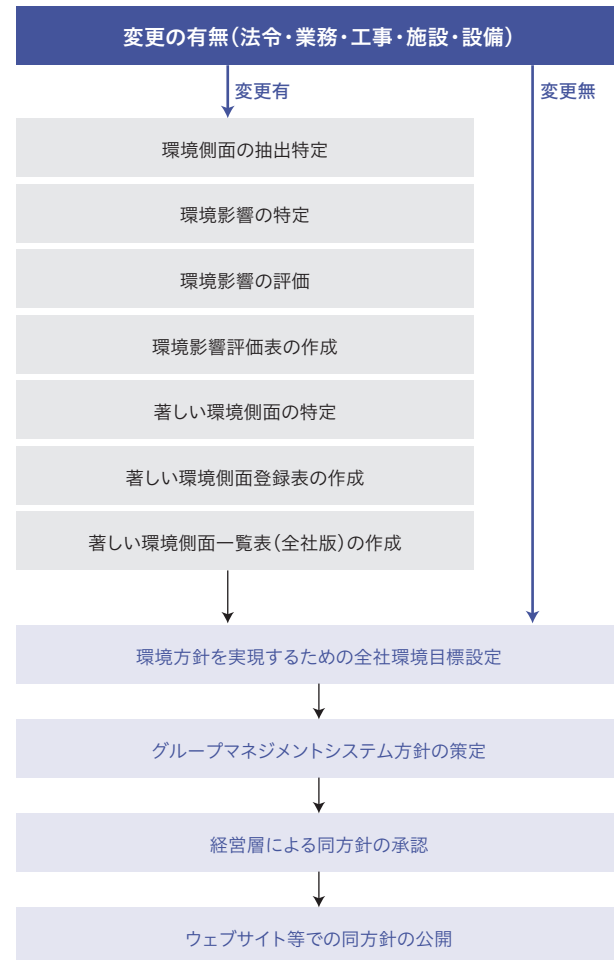 変更の有無(法令・業務・工事・施設・設備)
変更有
変更無
環境側面の抽出特定
環境影響の特定
環境影響の評価
環境影響評価表の作成
著しい環境側面の特定
著しい環境側面登録表の作成
著しい環境側面一覧表(全社版)の作成
環境方針を実現するための全社環境目標設定
グループマネジメントシステム方針の策定
経営層による同方針の承認
ウェブサイト等での同方針の公開